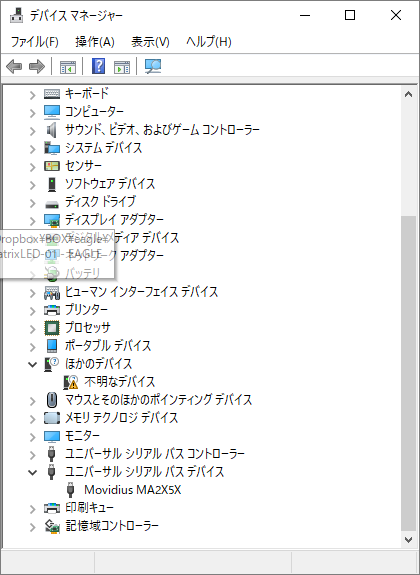 デバイス マネージャー
ファイル(F) 操作(A) 表示(V) ヘルプ(H)
キーボード
コンピューター
サウンド、ビデオ、およびゲーム コントローラー
システム デバイス
センサー
ソフトウェア デバイス
ディスク ドライブ
ディスプレイ アダプター
ropbox¥BOX¥eagle¥
ィア デバイス
atrixLED-01 - EAGLE
アダプター
バッテリ
ヒューマン インターフェイス デバイス
プリンター
プロセッサ
ポータブル デバイス
ほかのデバイス
不明なデバイス
マウスとそのほかのポインティング デバイス
メモリ テクノロジ デバイス
モニター
ユニバーサル シリアル バス コントローラー
ユニバーサル シリアル バス デバイス
Movidius MA2X5X
印刷キュー
記憶域コントローラー